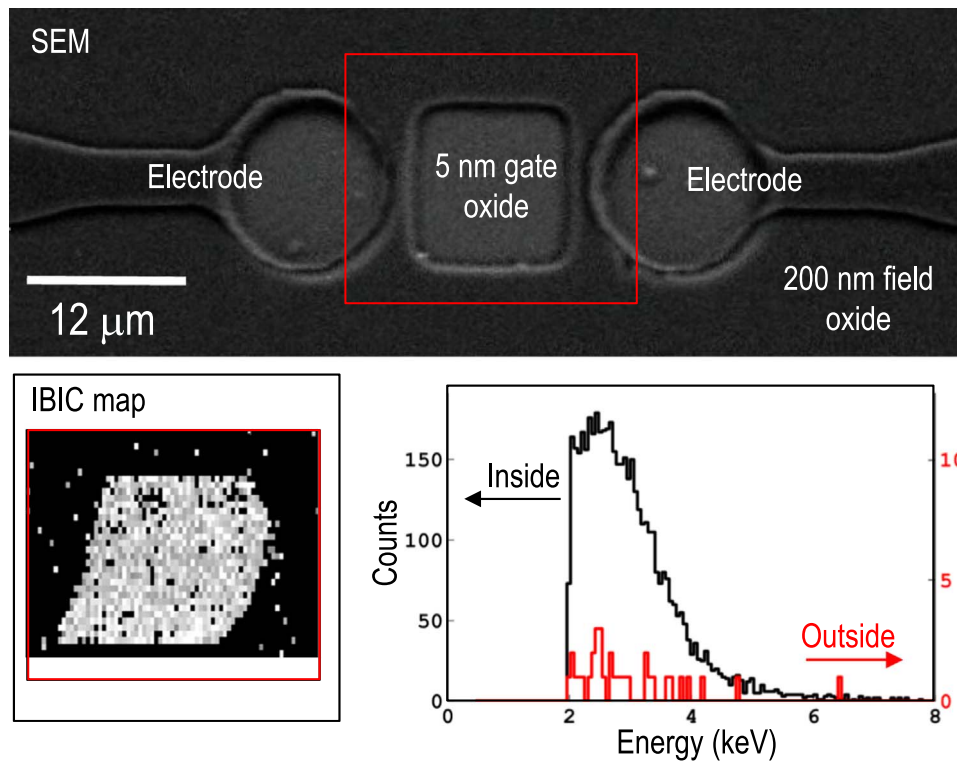 SEM
Electrode
5 nm gate
oxide
Electrode
12 μm
200 nm field
oxide
IBIC map
150
100
50
0
Counts
Inside
Outside
10
5
0
0
2
4
6
8
Energy (keV)